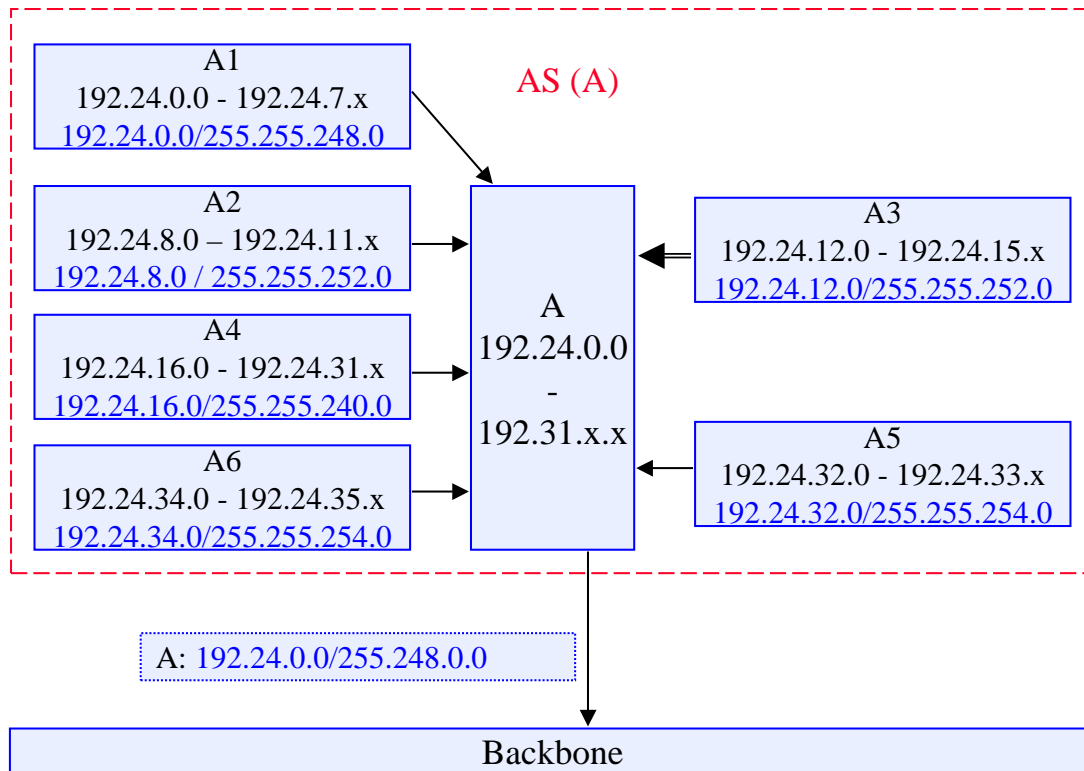 AS (A)
A1
192.24.0.0 - 192.24.7.x
192.24.0.0/255.255.248.0
A2
192.24.8.0 – 192.24.11.x
192.24.8.0 / 255.255.252.0
A3
192.24.12.0 - 192.24.15.x
192.24.12.0/255.255.252.0
A4
192.24.16.0 - 192.24.31.x
192.24.16.0/255.255.240.0
A
192.24.0.0
-
192.31.x.x
A5
192.24.32.0 - 192.24.33.x
192.24.32.0/255.255.254.0
A6
192.24.34.0 - 192.24.35.x
192.24.34.0/255.255.254.0
A: 192.24.0.0/255.248.0.0
Backbone